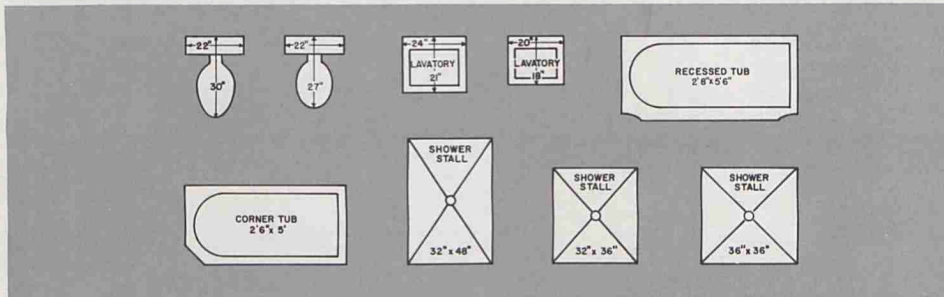 22"
30"
22"
27"
24"
LAVATORY
21"
20"
LAVATORY
18"
RECESSED TUB
2'8"x5'6"
CORNER TUB
2'6"x 5'
SHOWER
STALL
32"x 48"
SHOWER
STALL
32"x 36"
SHOWER
STALL
36"x 36"